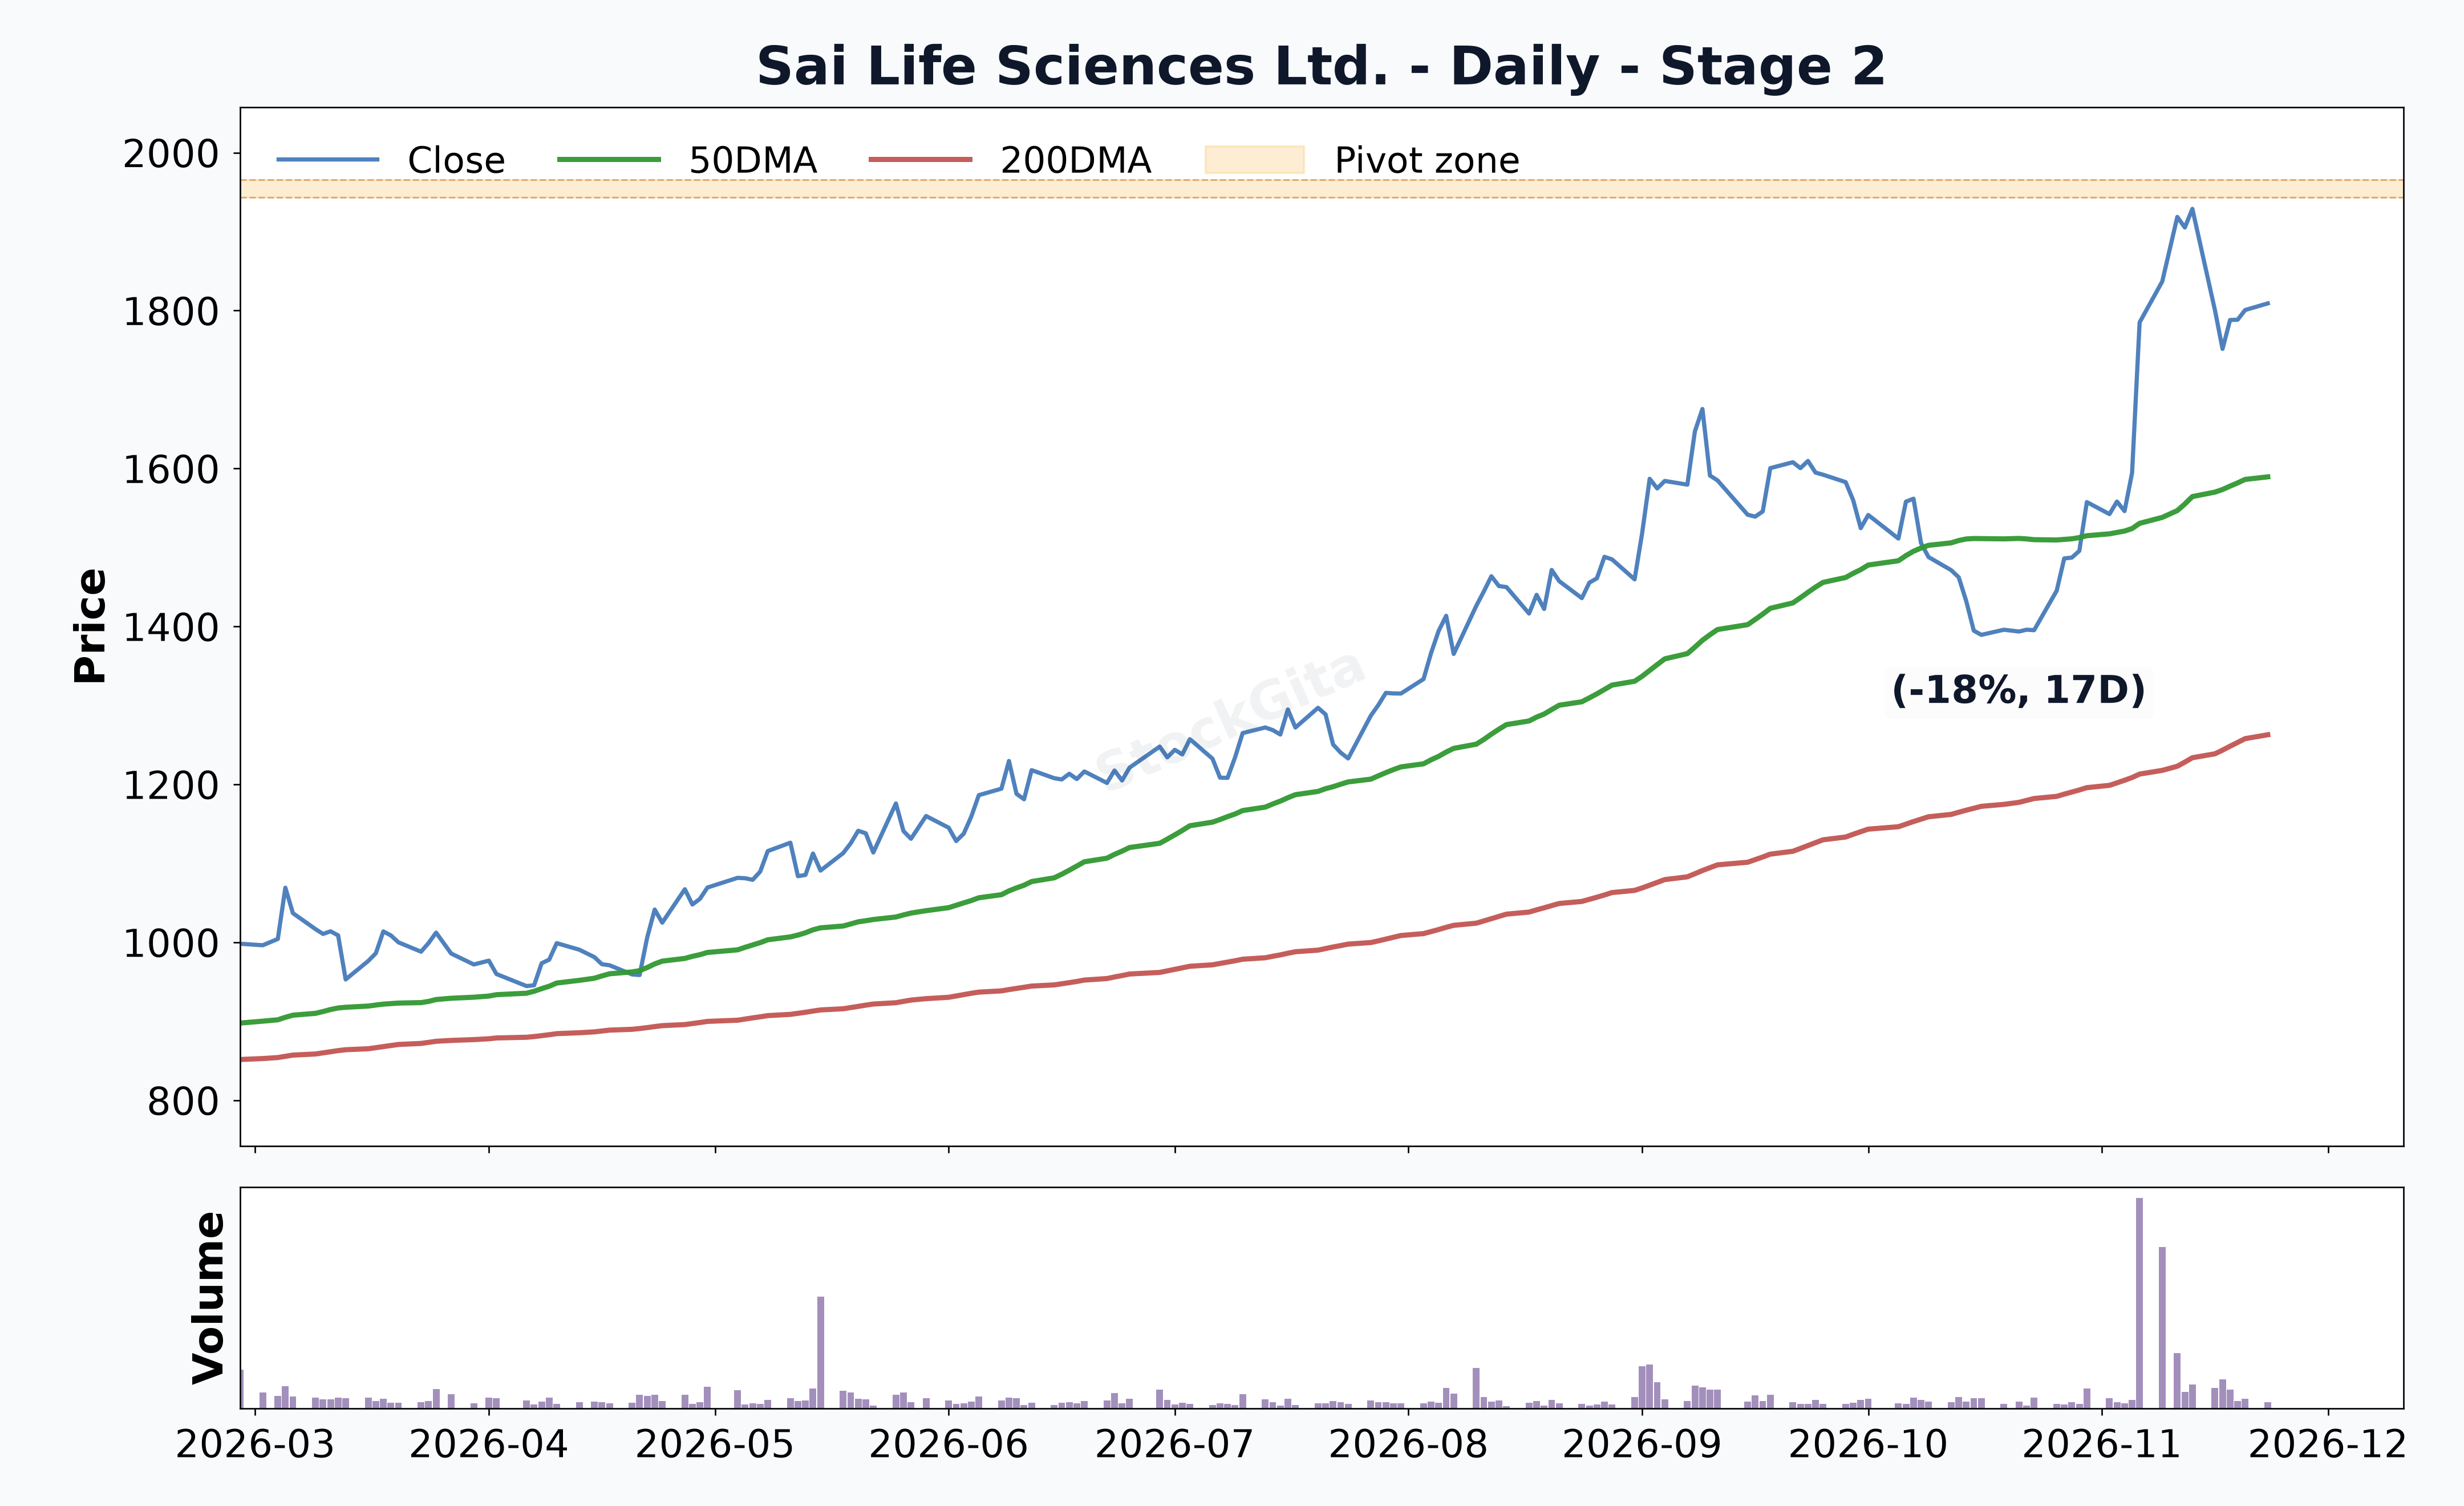 Sai Life Sciences Ltd. - Daily - Stage 2
Close 50DMA 200DMA Pivot zone
2000
1800
1600
1400
1200
1000
800
Price
StockGita
(-18%, 17D)
Volume
2026-03 2026-04 2026-05 2026-06 2026-07 2026-08 2026-09 2026-10 2026-11 2026-12